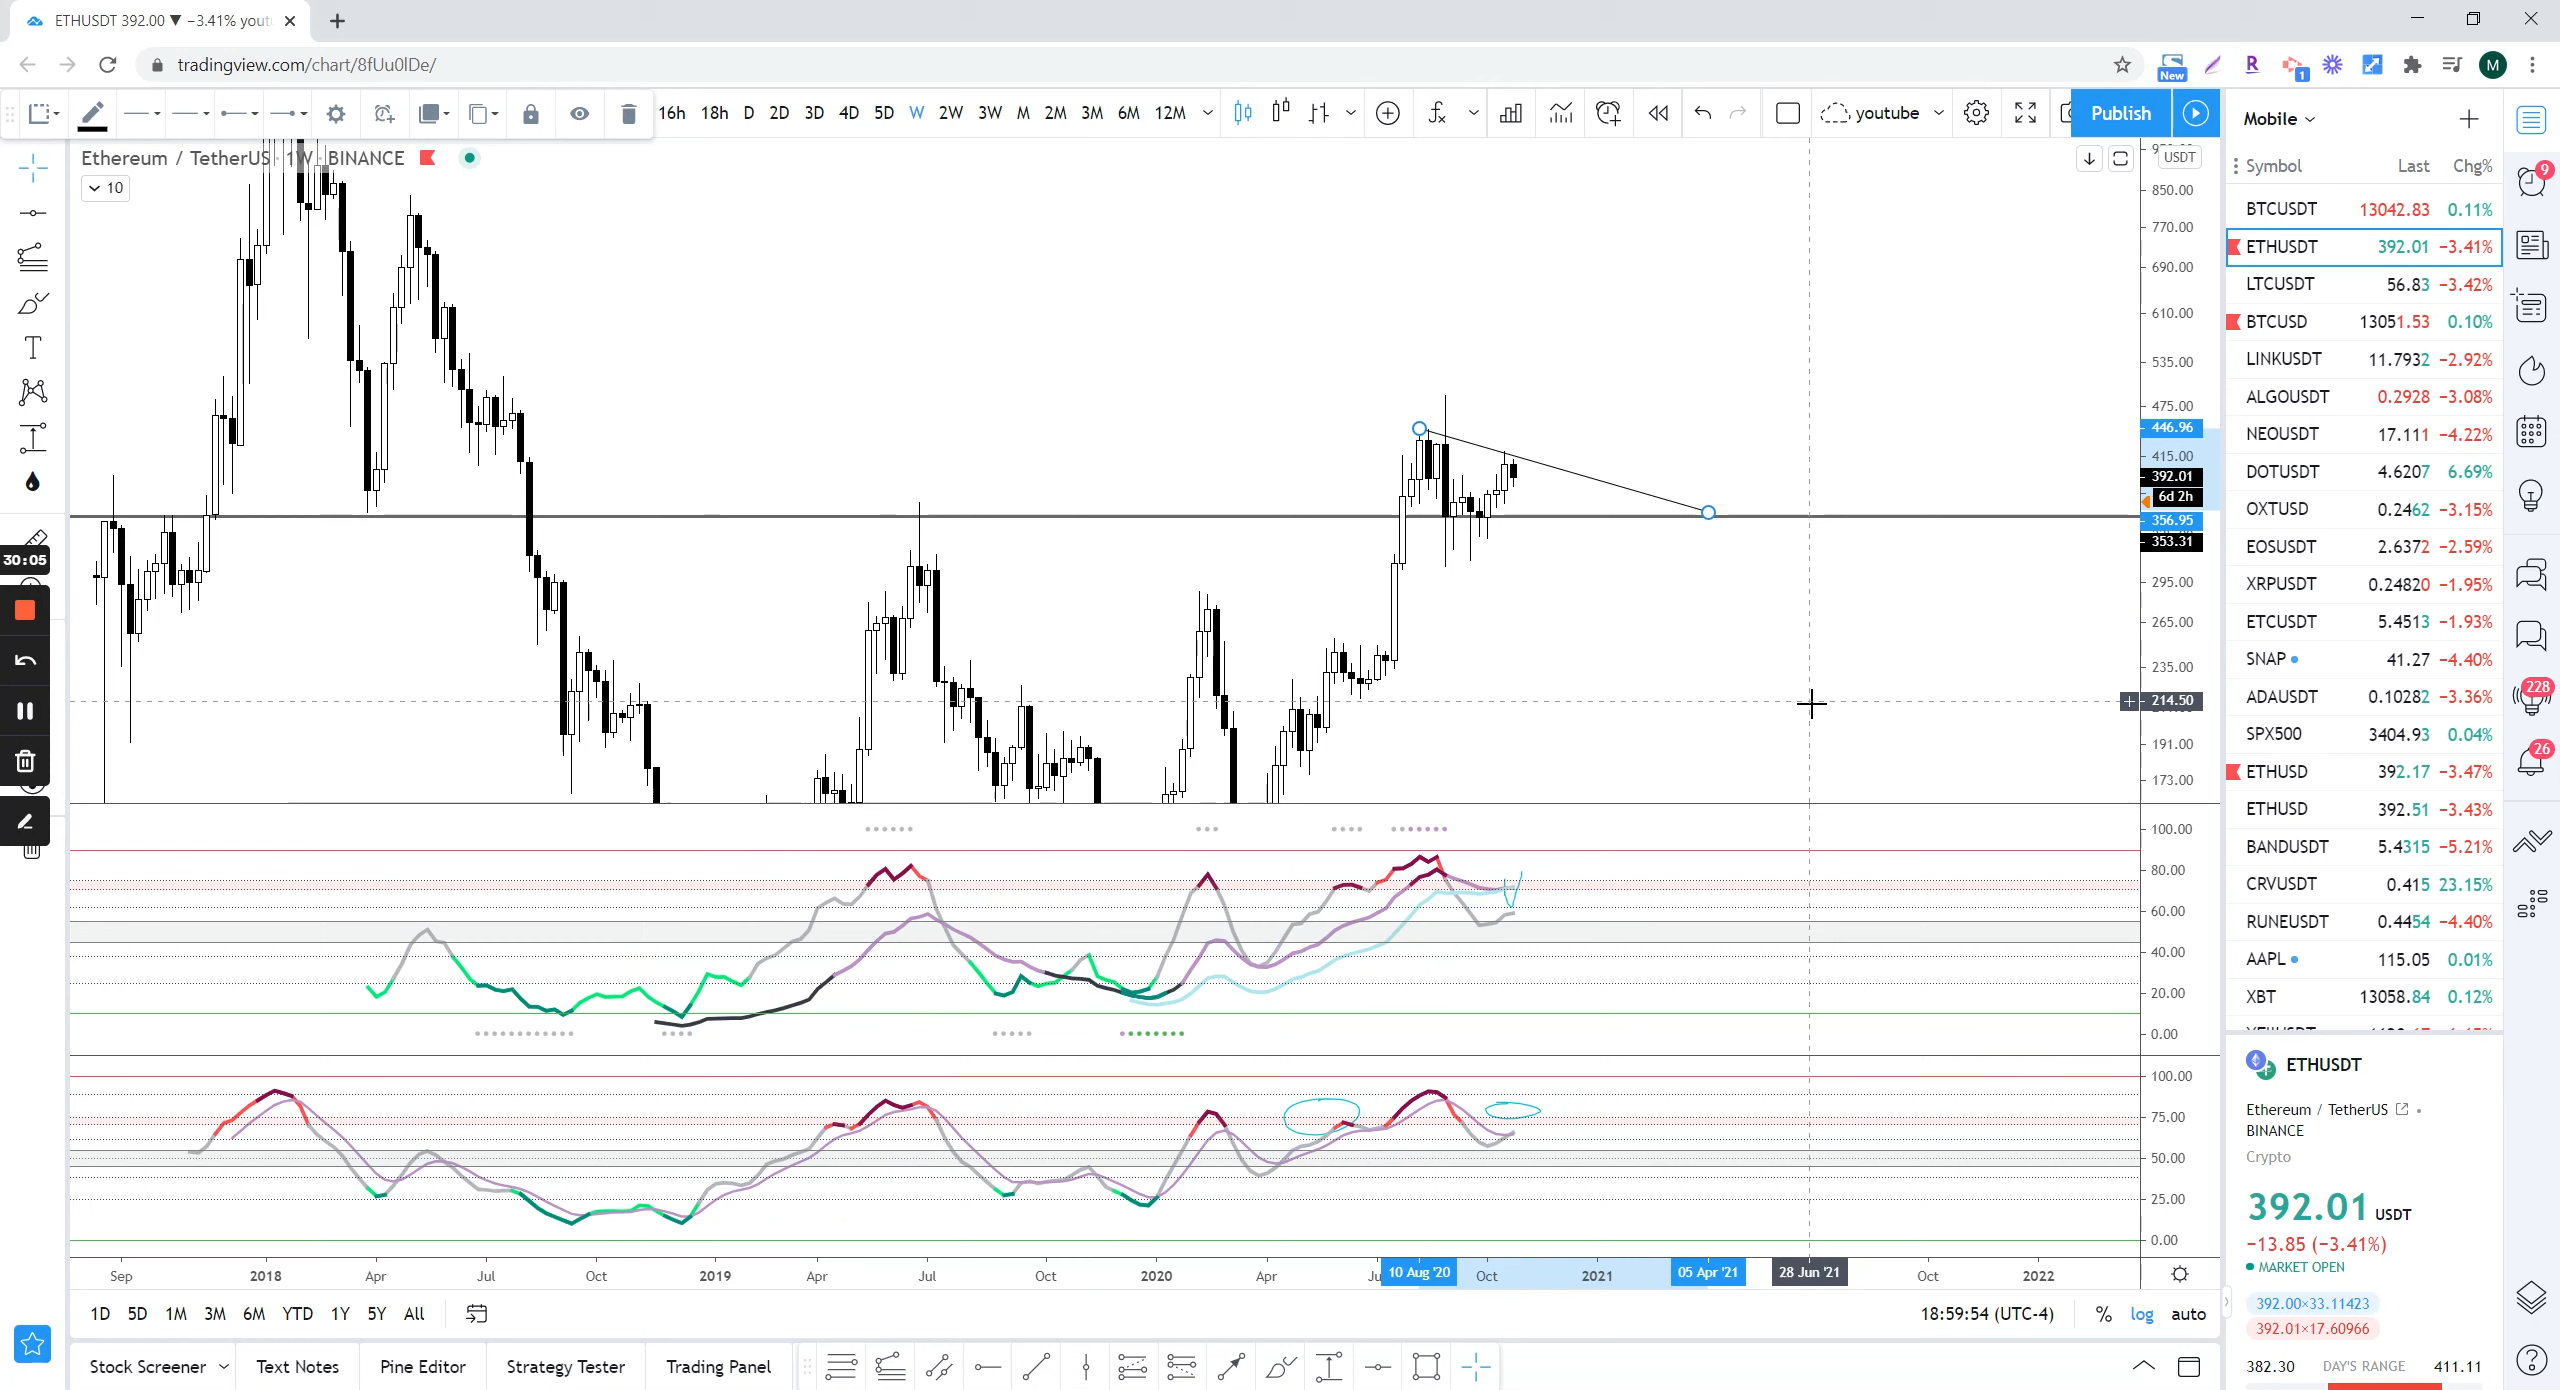 ETHUSDT 392.00 ▼ −3.41% yout
tradingview.com/chart/8fUu0lDe/
New
R
1
M
16h 18h D 2D 3D 4D 5D W 2W 3W M 2M 3M 6M 12M
youtube
Publish
Mobile
Ethereum / TetherUS · 1W · BINANCE
10
USDT
850.00
770.00
690.00
610.00
535.00
475.00
446.96
415.00
392.01
6d 2h
356.95
353.31
295.00
265.00
235.00
214.50
191.00
173.00
30:05
100.00
80.00
60.00
40.00
20.00
0.00
100.00
75.00
50.00
25.00
0.00
Sep 2018 Apr Jul Oct 2019 Apr Jul Oct 2020 Apr Ju 10 Aug '20 Oct 2021 05 Apr '21 28 Jun '21 Oct 2022
1D 5D 1M 3M 6M YTD 1Y 5Y All
18:59:54 (UTC-4) % log auto
Stock Screener Text Notes Pine Editor Strategy Tester Trading Panel
Symbol Last Chg%
BTCUSDT 13042.83 0.11%
ETHUSDT 392.01 −3.41%
LTCUSDT 56.83 −3.42%
BTCUSD 13051.53 0.10%
LINKUSDT 11.7932 −2.92%
ALGOUSDT 0.2928 −3.08%
NEOUSDT 17.111 −4.22%
DOTUSDT 4.6207 6.69%
OXTUSD 0.2462 −3.15%
EOSUSDT 2.6372 −2.59%
XRPUSDT 0.24820 −1.95%
ETCUSDT 5.4513 −1.93%
SNAP 41.27 −4.40%
ADAUSDT 0.10282 −3.36%
SPX500 3404.93 0.04%
ETHUSD 392.17 −3.47%
ETHUSD 392.51 −3.43%
BANDUSDT 5.4315 −5.21%
CRVUSDT 0.415 23.15%
RUNEUSDT 0.4454 −4.40%
AAPL 115.05 0.01%
XBT 13058.84 0.12%
ETHUSDT
Ethereum / TetherUS
BINANCE
Crypto
392.01 USDT
−13.85 (−3.41%)
MARKET OPEN
392.00×33.11423
392.01×17.60966
382.30 DAY'S RANGE 411.11
9
228
26